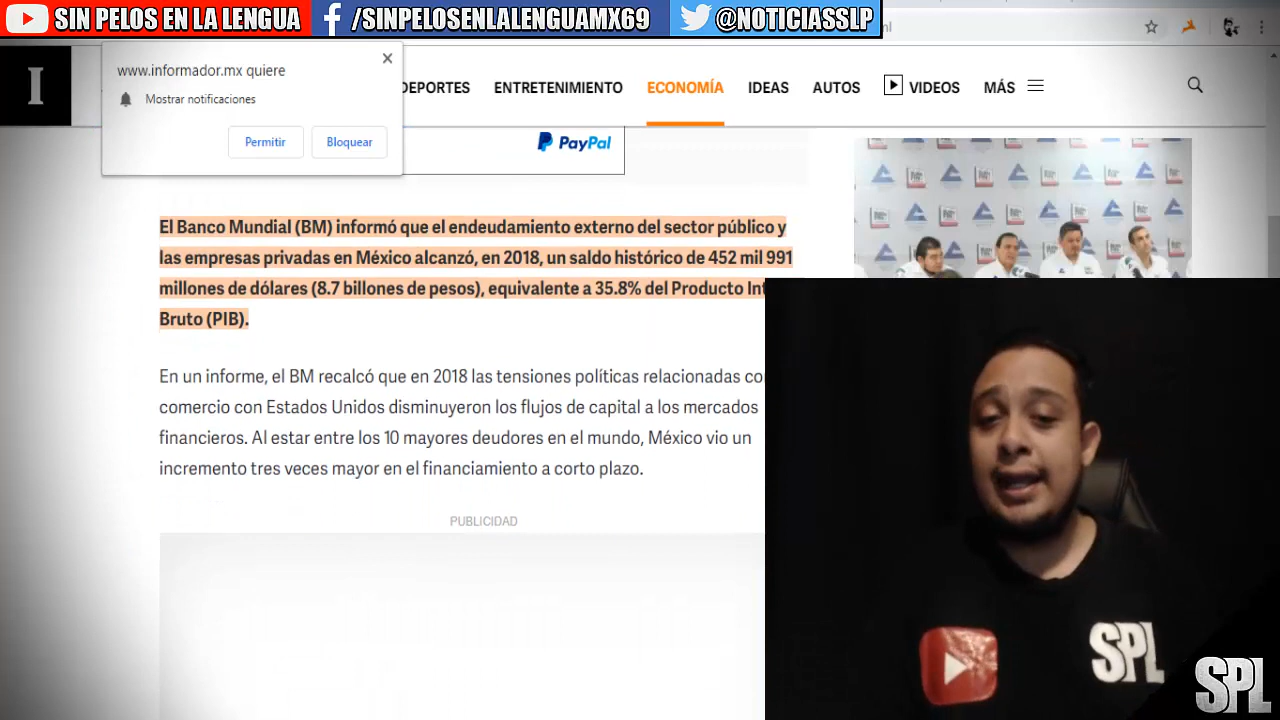 SIN PELOS EN LA LENGUA
/SINPELOSENLALENGUAMX69
@NOTICIASSLP
www.informador.mx quiere
Mostrar notificaciones
Permitir
Bloquear
I
DEPORTES
ENTRETENIMIENTO
ECONOMÍA
IDEAS
AUTOS
VIDEOS
MÁS
PayPal
El Banco Mundial (BM) informó que el endeudamiento externo del sector público y
las empresas privadas en México alcanzó, en 2018, un saldo histórico de 452 mil 991
millones de dólares (8.7 billones de pesos), equivalente a 35.8% del Producto Int
Bruto (PIB).
En un informe, el BM recalcó que en 2018 las tensiones políticas relacionadas co
comercio con Estados Unidos disminuyeron los flujos de capital a los mercados
financieros. Al estar entre los 10 mayores deudores en el mundo, México vio un
incremento tres veces mayor en el financiamiento a corto plazo.
PUBLICIDAD
SPL
SPL